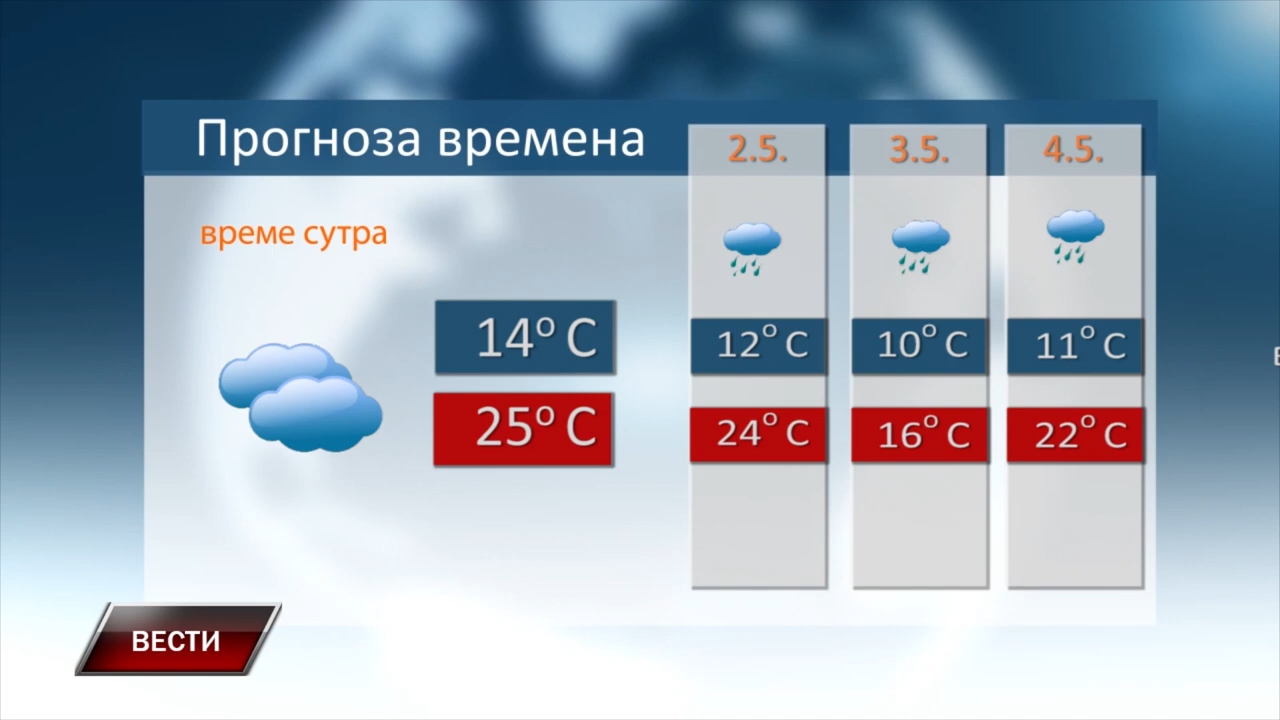 Прогноза времена
време сутра
14° C
25° C
2.5.
12° C
24° C
3.5.
10° C
16° C
4.5.
11° C
22° C
ВЕСТИ